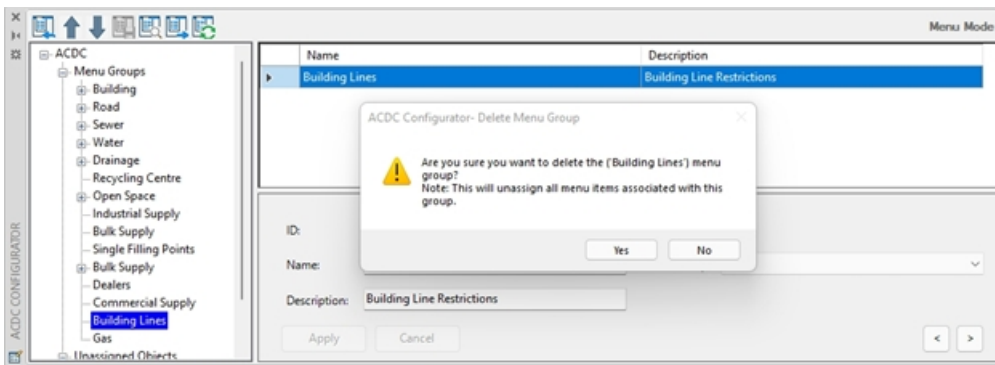 Menu Mode
ACDC
Menu Groups
Building
Road
Sewer
Water
Drainage
Recycling Centre
Open Space
Industrial Supply
Bulk Supply
Single Filling Points
Bulk Supply
Dealers
Commercial Supply
Building Lines
Gas
Unassigned Objects
ACDC CONFIGURATOR
Name Description
Building Lines Building Line Restrictions
ACDC Configurator- Delete Menu Group
Are you sure you want to delete the ('Building Lines') menu
group?
Note: This will unassign all menu items associated with this
group.
Yes No
ID:
Name:
Description: Building Line Restrictions
Apply Cancel
< >